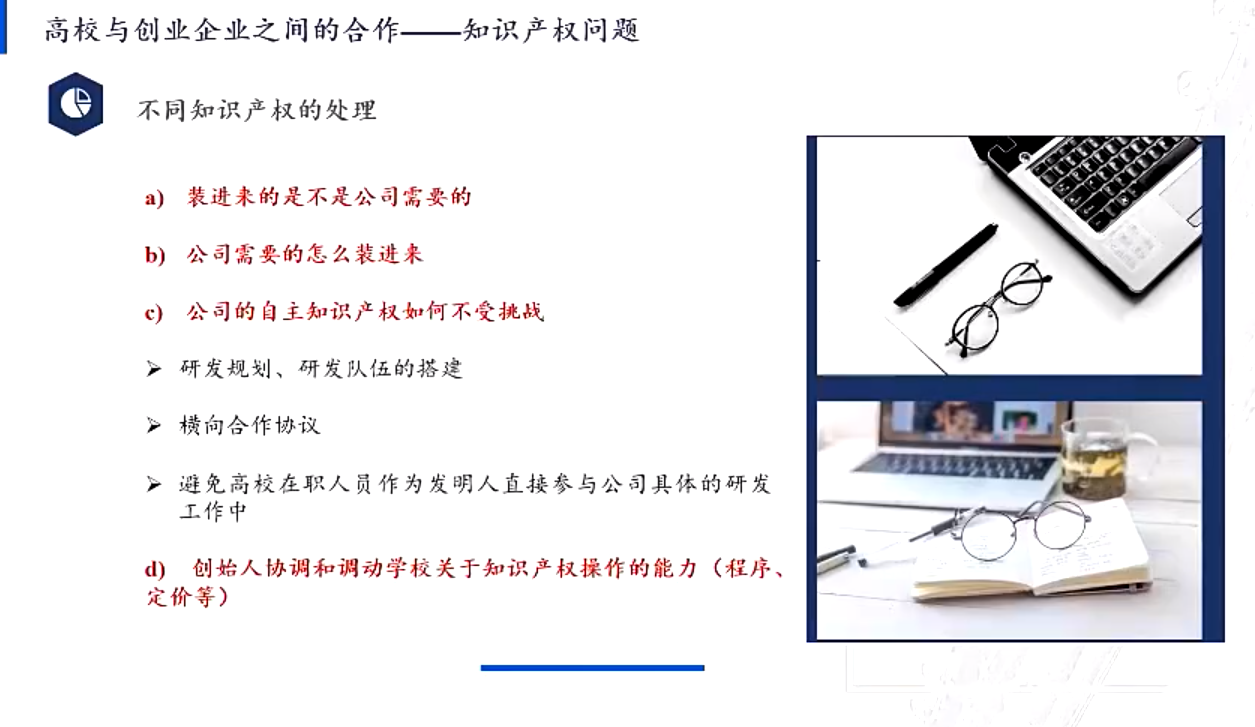 高校与创业企业之间的合作——知识产权问题
不同知识产权的处理
a) 装进来的是不是公司需要的
b) 公司需要的怎么装进来
c) 公司的自主知识产权如何不受挑战
➢ 研发规划、研发队伍的搭建
➢ 横向合作协议
➢ 避免高校在职人员作为发明人直接参与公司具体的研发
工作中
d) 创始人协调和调动学校关于知识产权操作的能力（程序、
定价等）